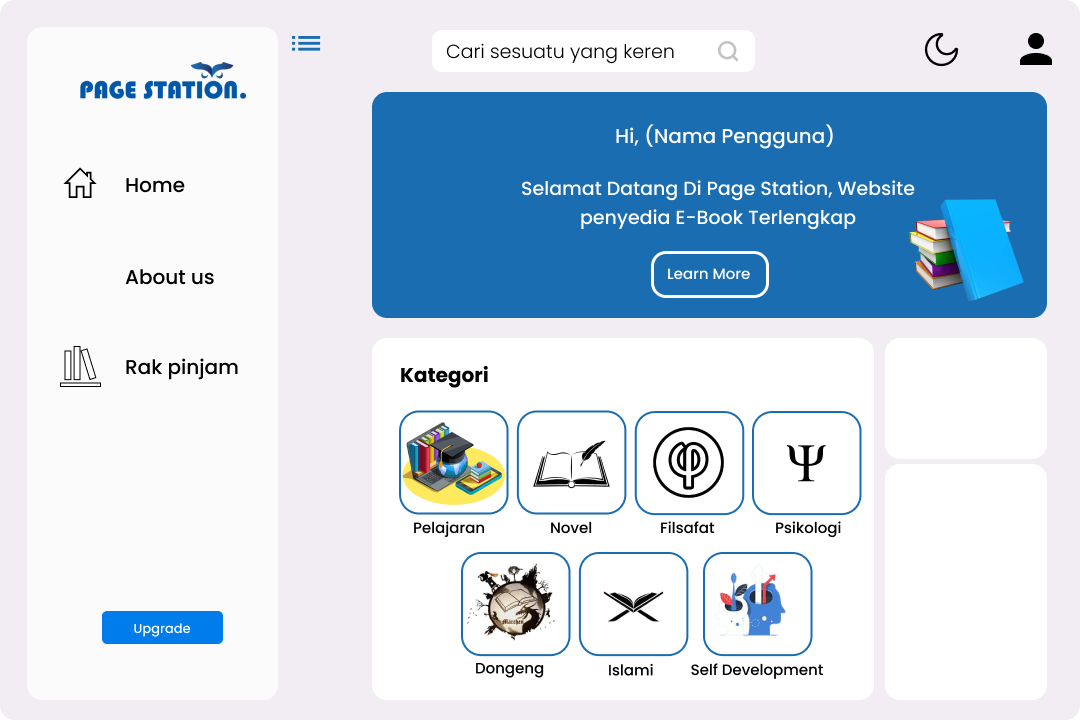 PAGE STATION.
Home
About us
Rak pinjam
Upgrade
Cari sesuatu yang keren
Hi, (Nama Pengguna)
Selamat Datang Di Page Station, Website
penyedia E-Book Terlengkap
Learn More
Kategori
Pelajaran
Novel
Filsafat
Psikologi
Märchen
Dongeng
Islami
Self Development